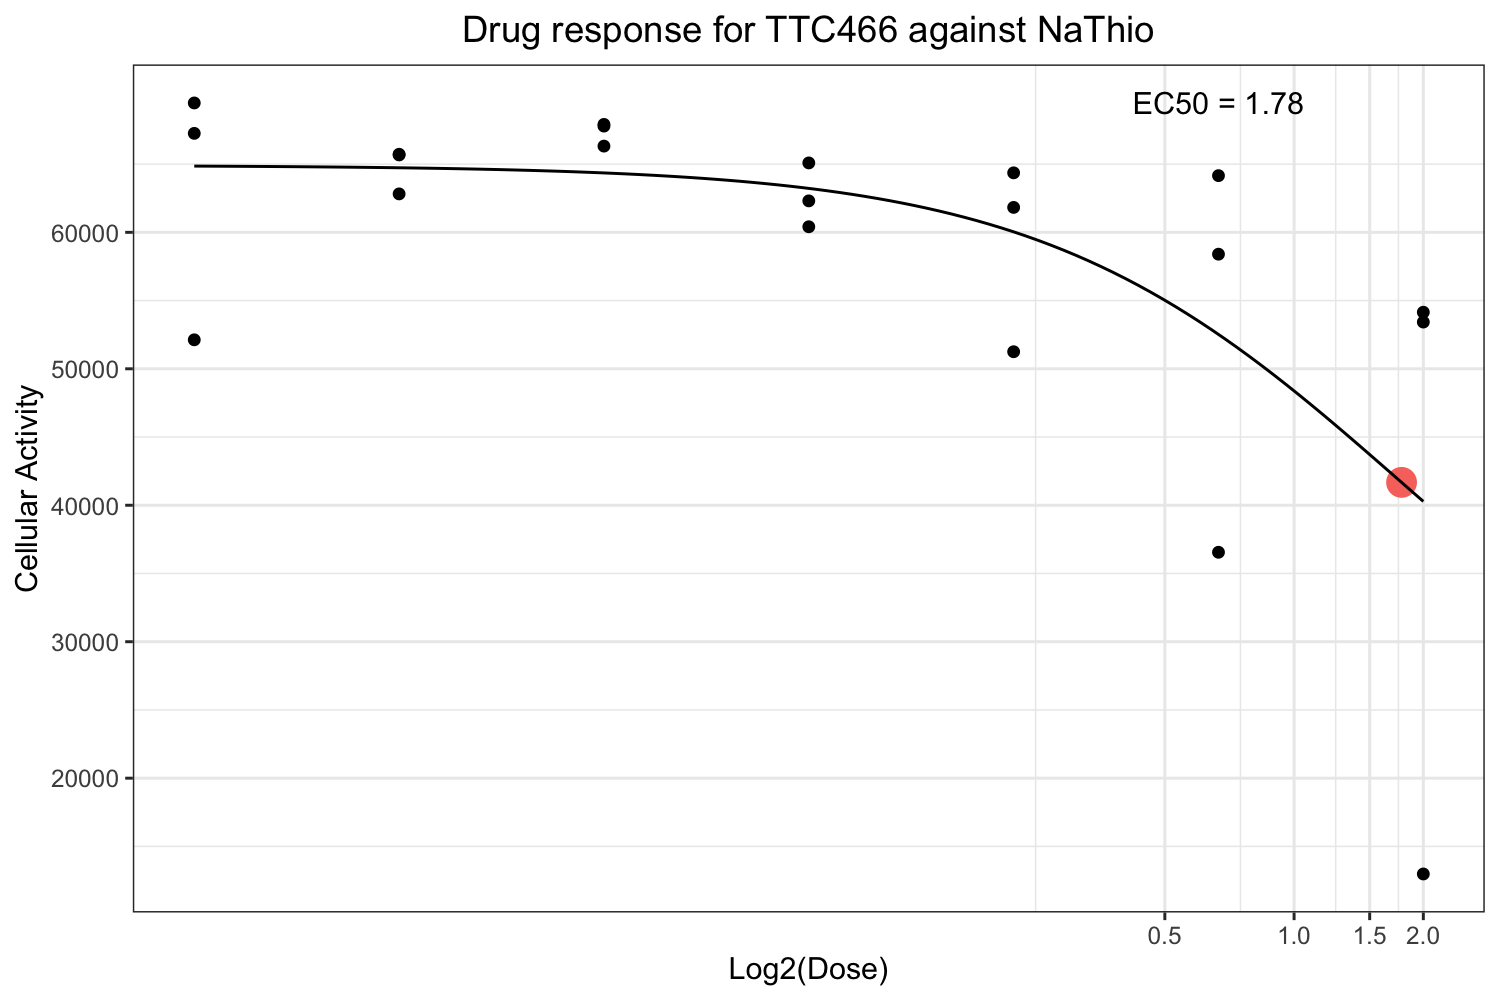 Drug response for TTC466 against NaThio
EC50 = 1.78
Cellular Activity
60000
50000
40000
30000
20000
0.5 1.0 1.5 2.0
Log2(Dose)